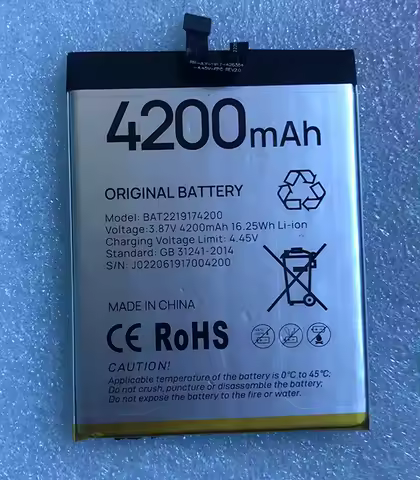 4200mAh
ORIGINAL BATTERY
Model: BAT2219174200
Voltage:3.87V 4200mAh 16.25Wh Li-ion
Charging Voltage Limit: 4.45V
Standard: GB 31241-2014
S/N: J022061917004200
MADE IN CHINA
CE RoHS
CAUTION!
Applicable temperature of the battery is 0°C to 45°C;
Do not crush, puncture or disassemble the battery;
Do not expose the battery to the fire or water.